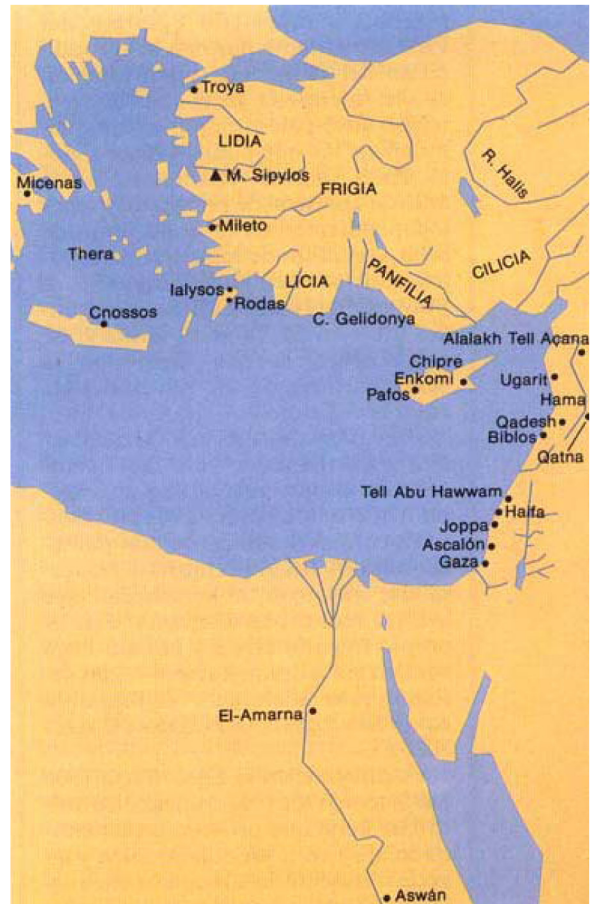 Troya
LIDIA
R. Halis
M. Sipylos
Micenas
FRIGIA
Mileto
Thera
CILICIA
PANFILIA
LICIA
Ialysos
Rodas
Cnossos
C. Gelidonya
Alalakh Tell Açana
Chipre
Enkomi
Ugarit
Pafos
Hama
Qadesh
Biblos
Qatna
Tell Abu Hawwam
Haifa
Joppa
Ascalón
Gaza
El-Amarna
Aswán